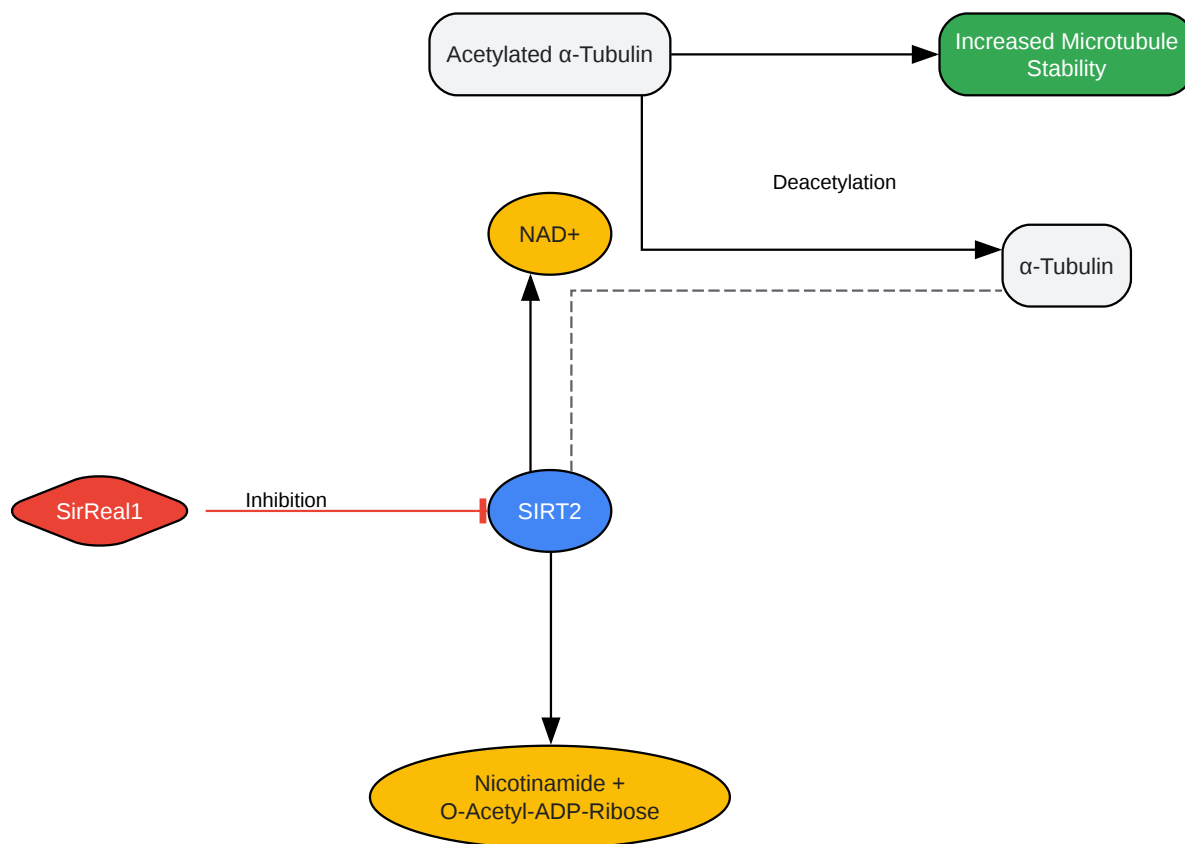 Acetylated α-Tubulin
Increased Microtubule
Stability
Deacetylation
NAD+
α-Tubulin
SirReal1
Inhibition
SIRT2
Nicotinamide +
O-Acetyl-ADP-Ribose